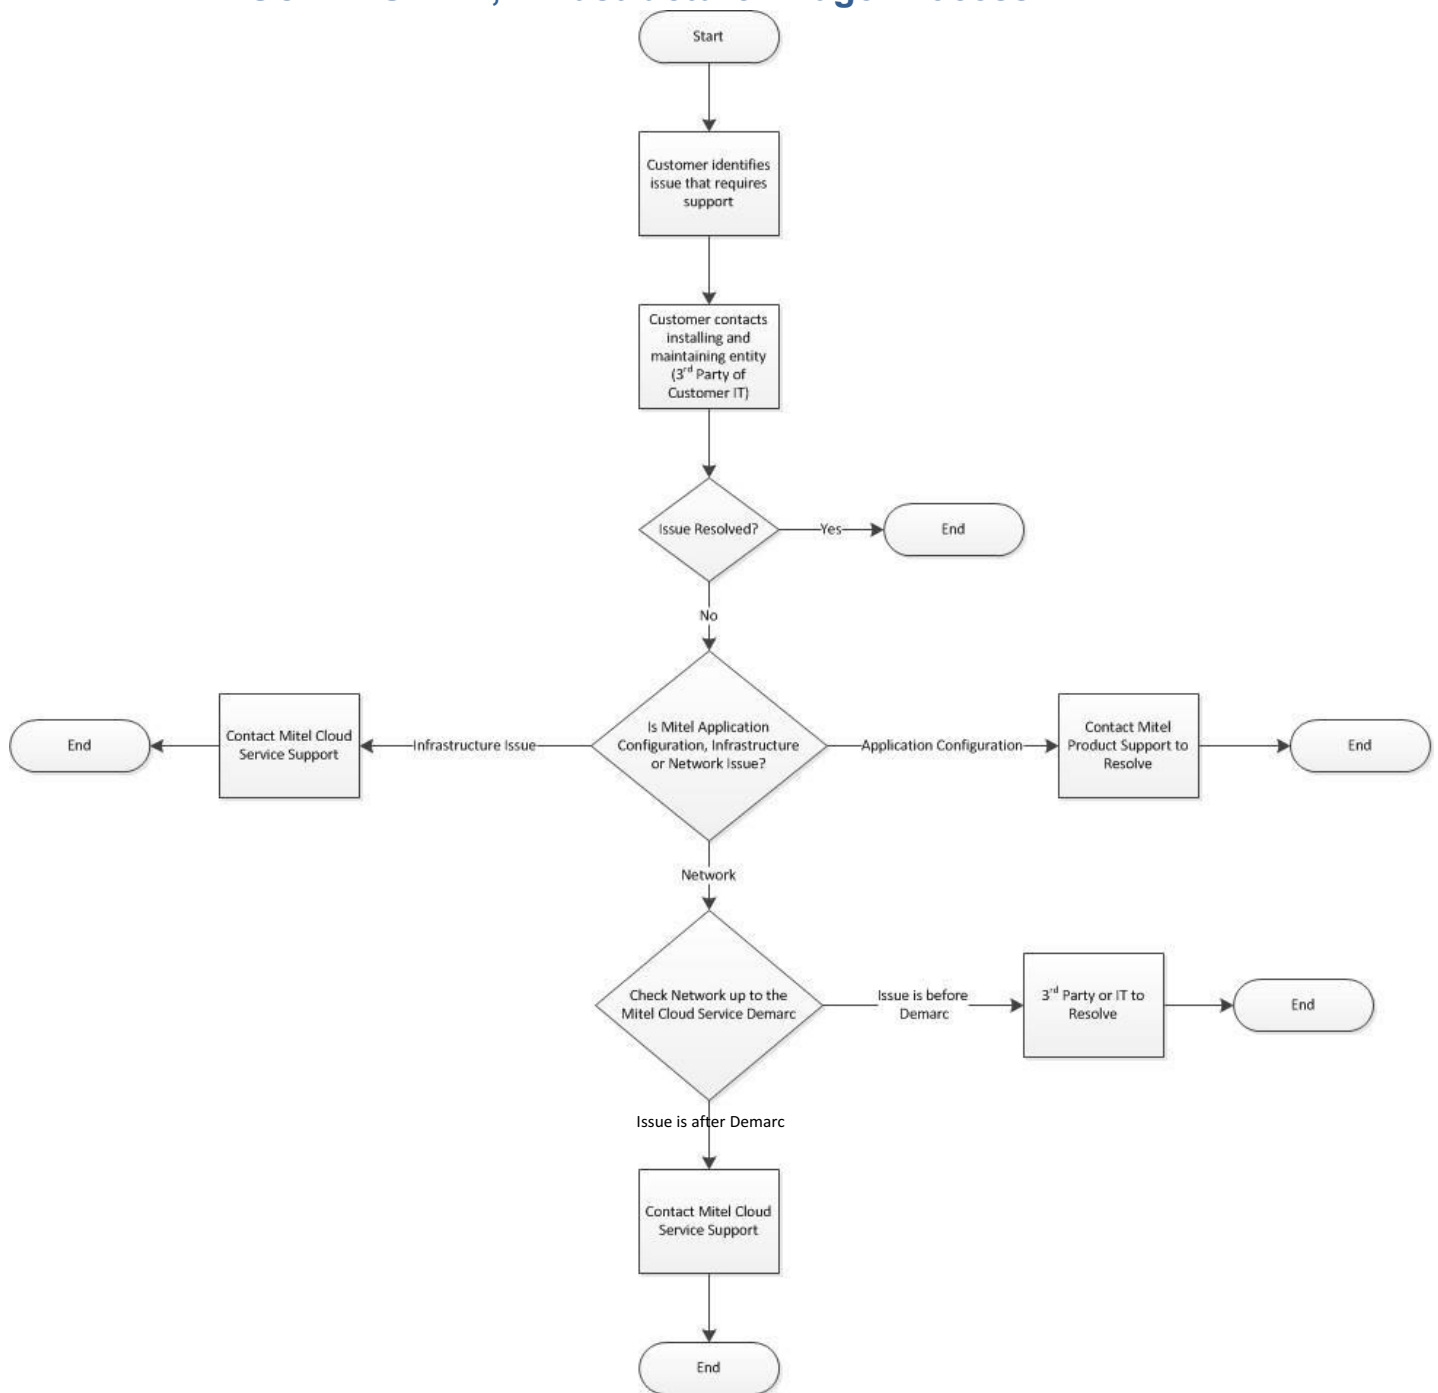 Start
Customer identifies
issue that requires
support
Customer contacts
installing and
maintaining entity
(3rd Party of
Customer IT)
Issue Resolved?
Yes
End
No
End
Contact Mitel Cloud
Service Support
Infrastructure Issue
Is Mitel Application
Configuration, Infrastructure
or Network Issue?
Application Configuration
Contact Mitel
Product Support to
Resolve
End
Network
Check Network up to the
Mitel Cloud Service Demarc
Issue is before
Demarc
3rd Party or IT to
Resolve
End
Issue is after Demarc
Contact Mitel Cloud
Service Support
End